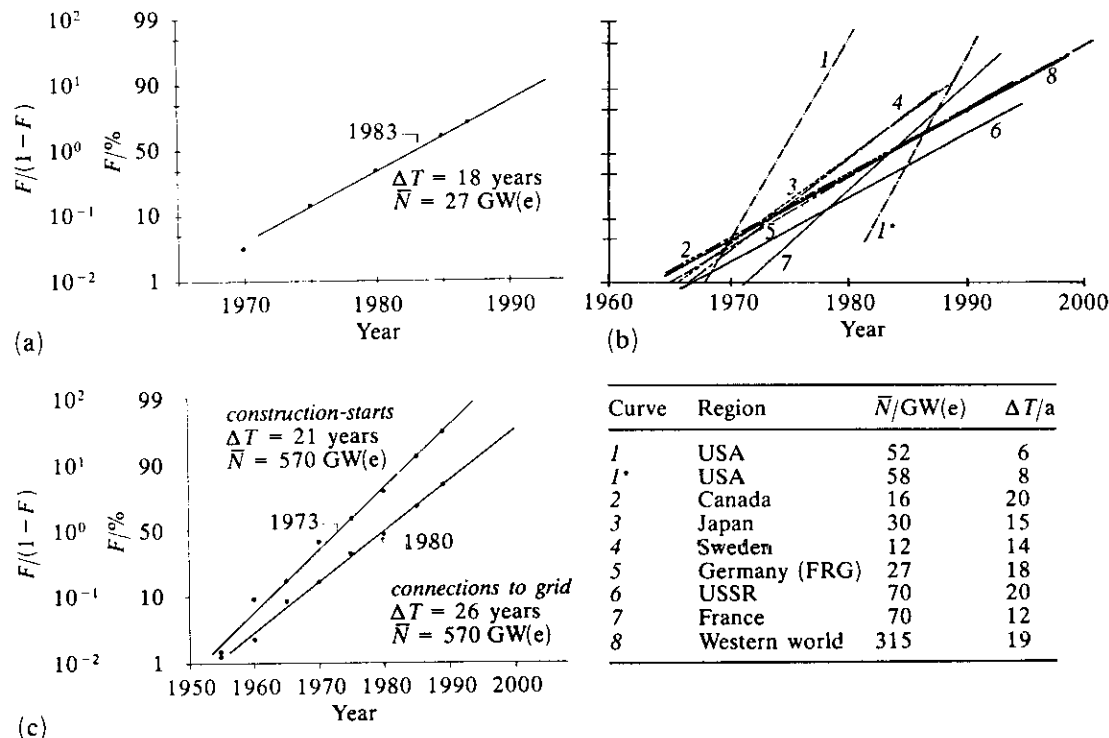 10² 99
10¹ 90
10⁰ 50
10⁻¹ 10
10⁻² 1
F/(1 − F)
F/%
1983
ΔT = 18 years
N̅ = 27 GW(e)
1970 1980 1990
Year
(a)
1
4
8
3
6
2
5
7
1*
1960 1970 1980 1990 2000
Year
(b)
10² 99
10¹ 90
10⁰ 50
10⁻¹ 10
10⁻² 1
F/(1 − F)
F/%
construction-starts
ΔT = 21 years
N̅ = 570 GW(e)
1973
1980
connections to grid
ΔT = 26 years
N̅ = 570 GW(e)
1950 1960 1970 1980 1990 2000
Year
(c)
Curve Region N̅/GW(e) ΔT/a
1 USA 52 6
1* USA 58 8
2 Canada 16 20
3 Japan 30 15
4 Sweden 12 14
5 Germany (FRG) 27 18
6 USSR 70 20
7 France 70 12
8 Western world 315 19